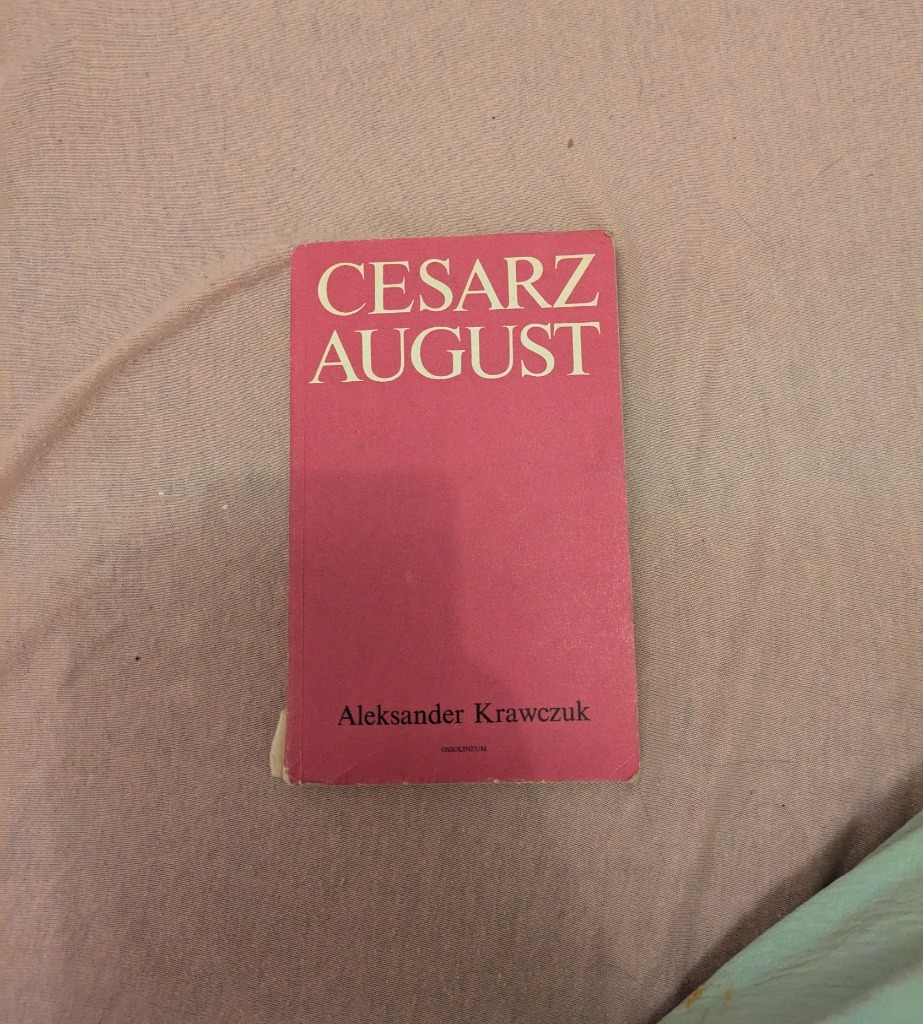 CESARZ
AUGUST
Aleksander Krawczuk
OSSOLINEUM